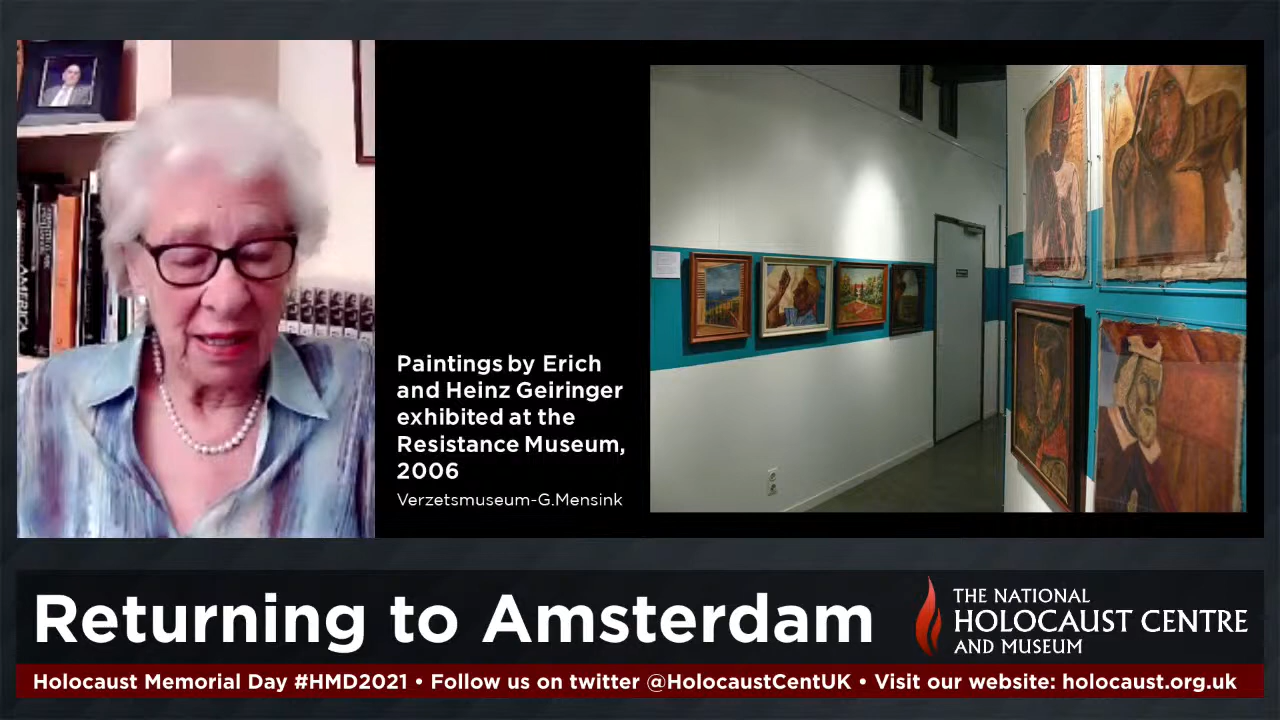 AMERICA
Paintings by Erich
and Heinz Geiringer
exhibited at the
Resistance Museum,
2006
Verzetsmuseum-G.Mensink
Returning to Amsterdam
THE NATIONAL
HOLOCAUST CENTRE
AND MUSEUM
Holocaust Memorial Day #HMD2021 • Follow us on twitter @HolocaustCentUK • Visit our website: holocaust.org.uk